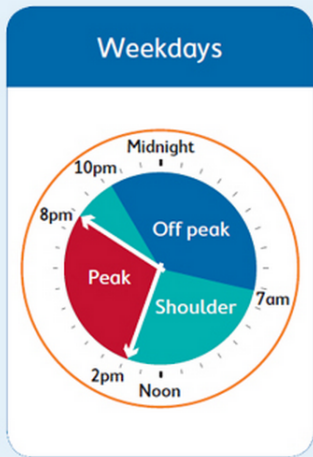 Weekdays
Midnight
10pm
8pm
Off peak
Peak
Shoulder
7am
2pm
Noon